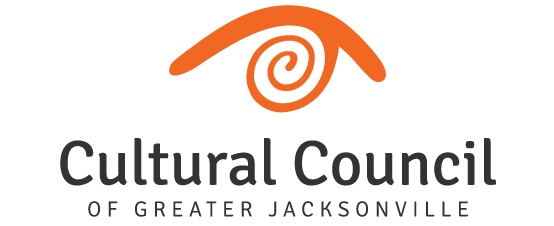 Cultural Council
OF GREATER JACKSONVILLE